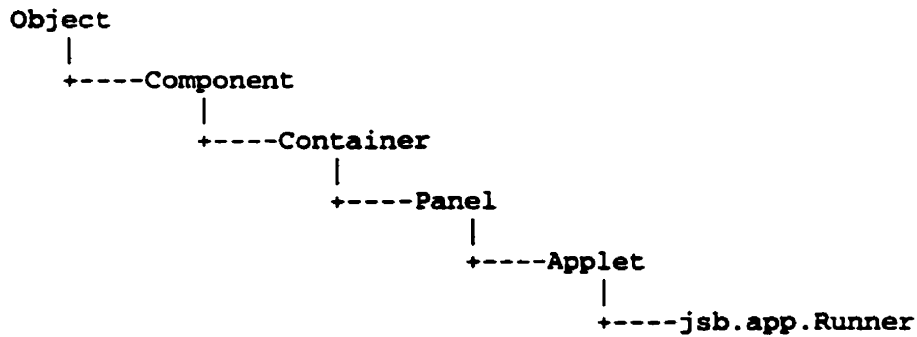 Object
|
+----Component
|
+----Container
|
+----Panel
|
+----Applet
|
+----jsb.app.Runner